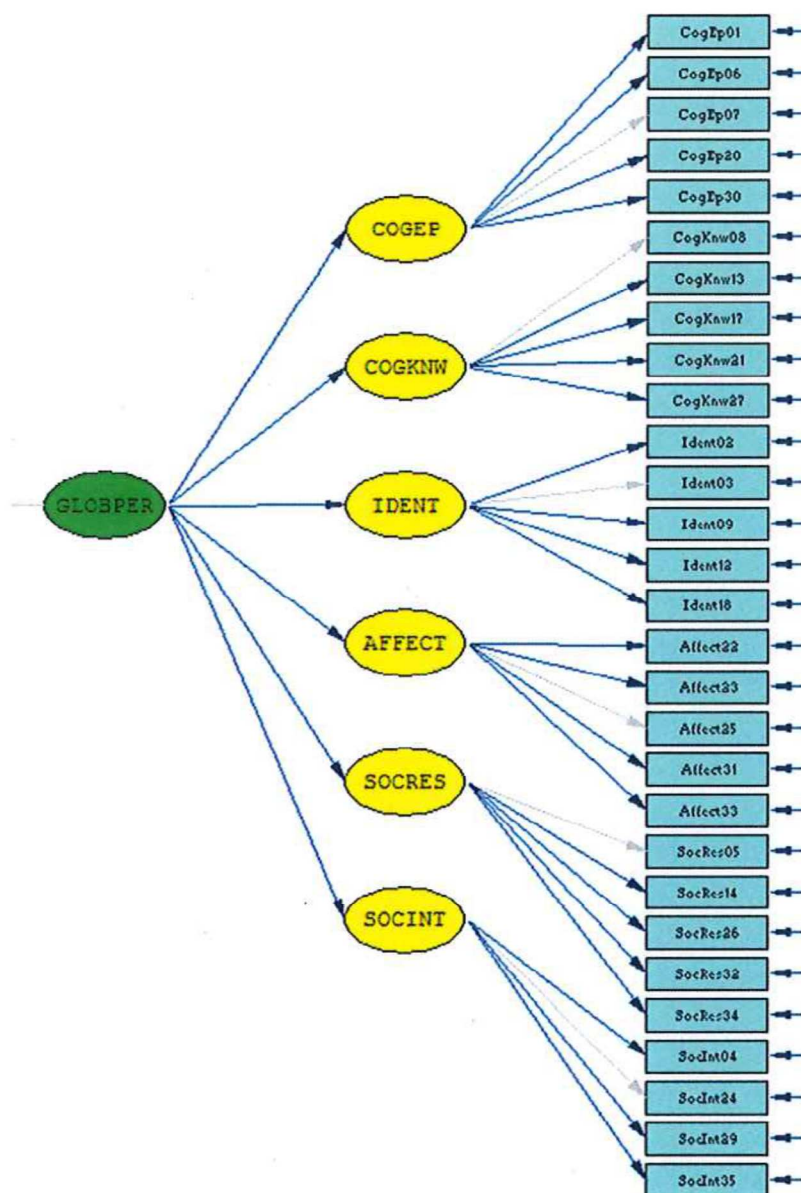 CogEp01
CogEp06
CogEp07
CogEp20
CogEp30
COGEP
CogKnw08
CogKnw13
CogKnw17
CogKnw21
CogKnw27
COGKNW
Ident02
Ident03
Ident09
Ident12
Ident18
GLOBPER
IDENT
Affect22
Affect23
Affect25
Affect31
Affect33
AFFECT
SocRes05
SocRes14
SocRes26
SocRes32
SocRes34
SOCRES
SocInt04
SocInt24
SocInt29
SocInt35
SOCINT